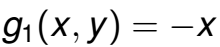 g₁(x, y) = −x